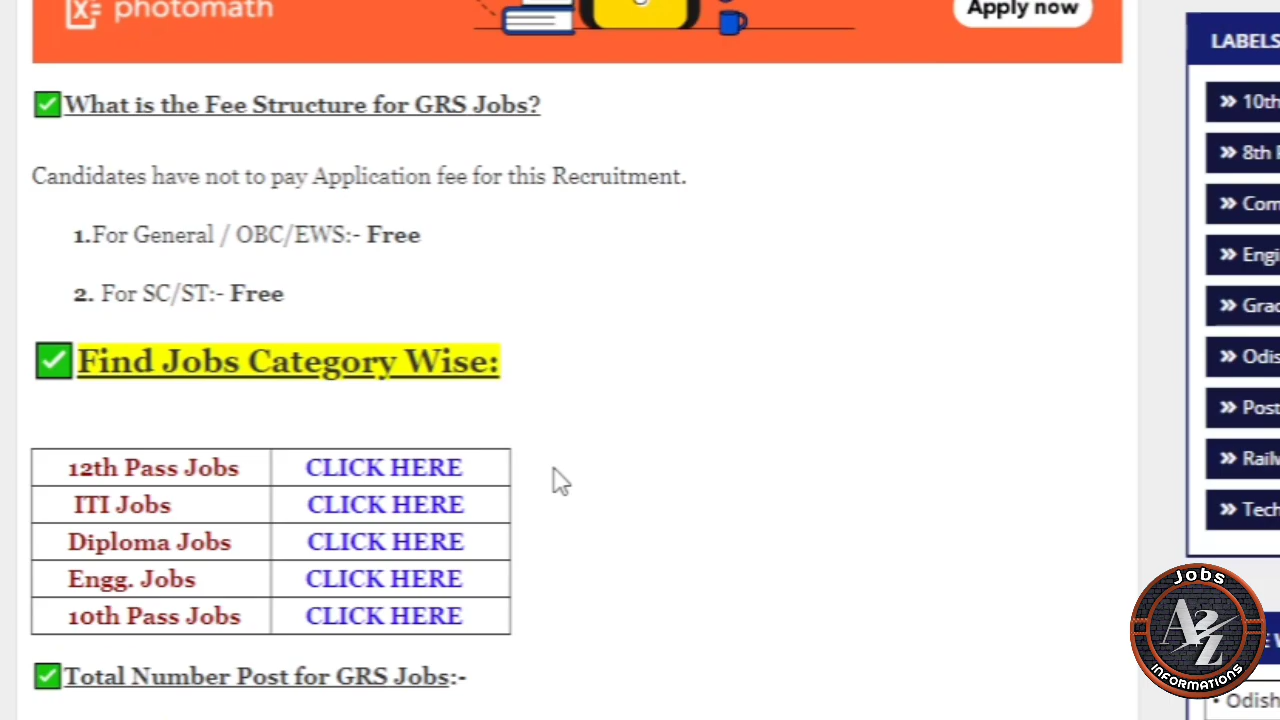 photomath
Apply now
What is the Fee Structure for GRS Jobs?
Candidates have not to pay Application fee for this Recruitment.
1.For General / OBC/EWS:- Free
2. For SC/ST:- Free
Find Jobs Category Wise:
12th Pass Jobs CLICK HERE
ITI Jobs CLICK HERE
Diploma Jobs CLICK HERE
Engg. Jobs CLICK HERE
10th Pass Jobs CLICK HERE
Total Number Post for GRS Jobs:-
LABELS
10th
8th
Jobs
A2Z
INFORMATIONS